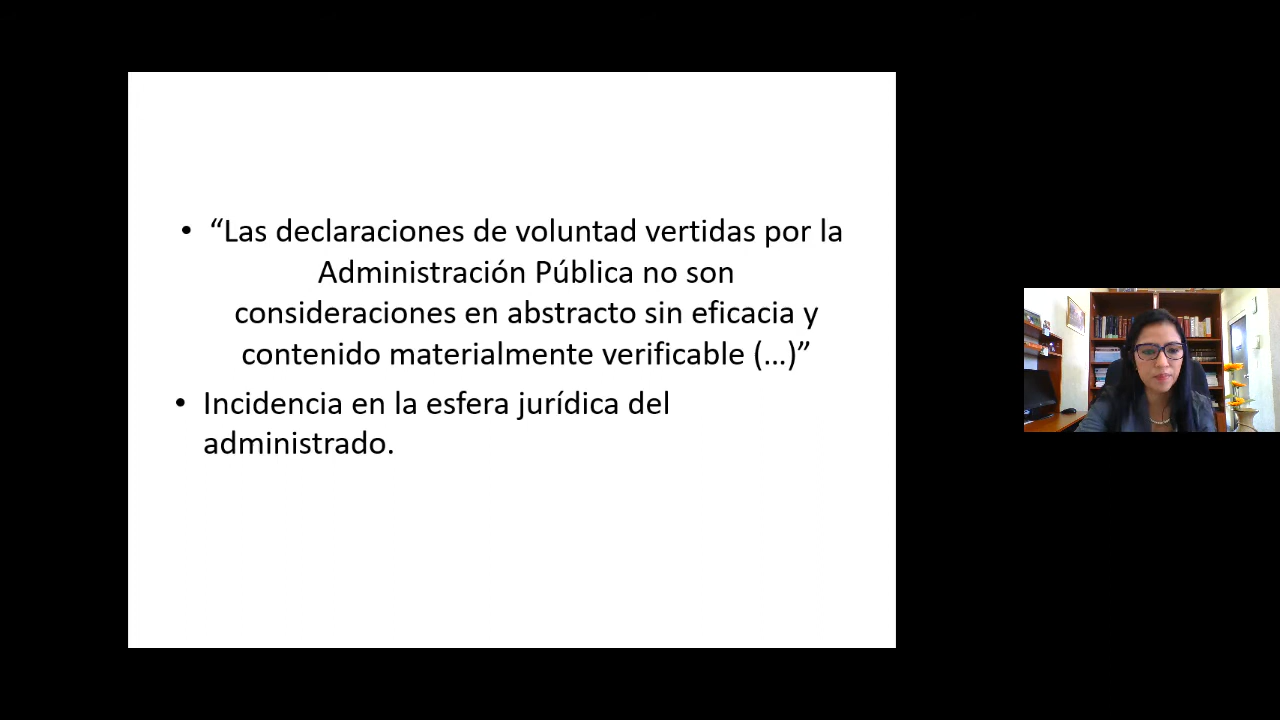 • “Las declaraciones de voluntad vertidas por la
Administración Pública no son
consideraciones en abstracto sin eficacia y
contenido materialmente verificable (...)”
• Incidencia en la esfera jurídica del
administrado.